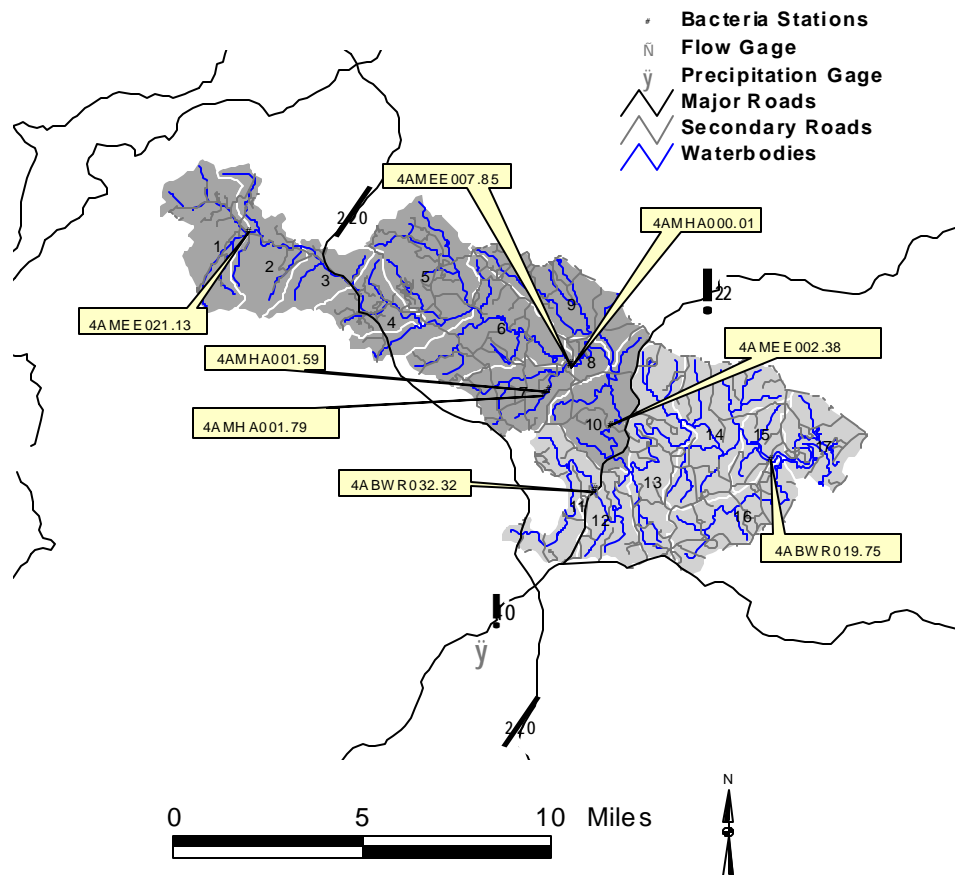 Bacteria Stations
Ñ Flow Gage
ÿ Precipitation Gage
Major Roads
Secondary Roads
Waterbodies
4AMEE007.85
4AMHA000.01
220
22
1
2
3
5
4
9
6
8
4AMEE021.13
4AMHA001.59
4AMEE002.38
7
4AMHA001.79
10
14
15
17
4ABWR032.32
13
11
12
16
4ABWR019.75
40
ÿ
220
0 5 10 Miles
N